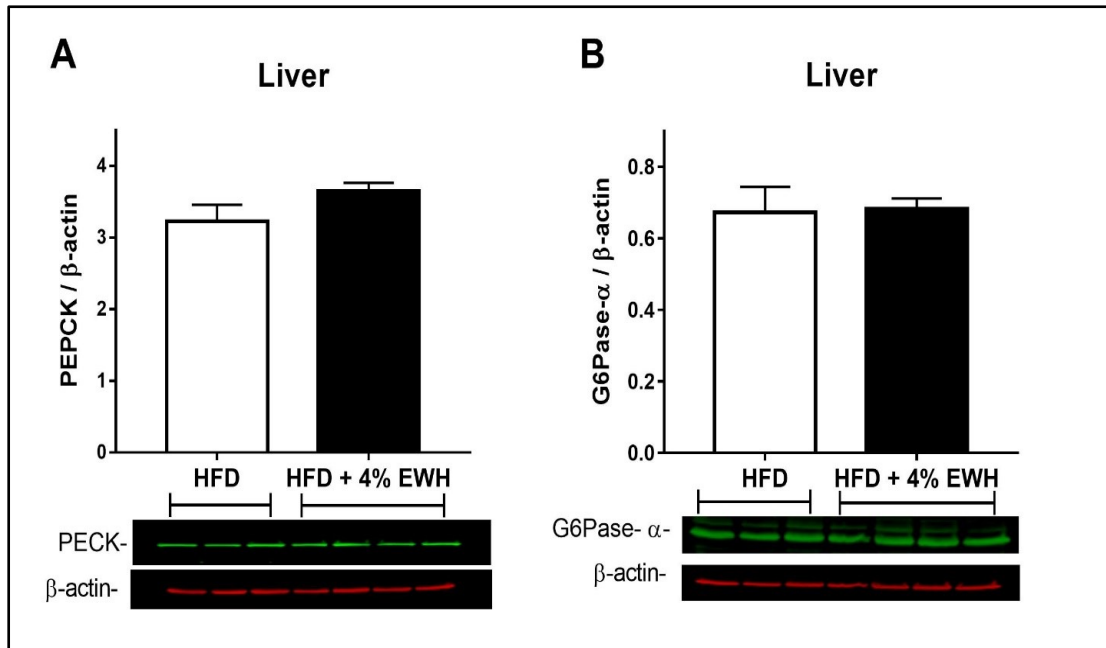 A
Liver
PEPCK / β-actin
4
3
2
1
0
HFD
HFD + 4% EWH
PECK-
β-actin-
B
Liver
G6Pase-α / β-actin
0.8
0.6
0.4
0.2
0.0
HFD
HFD + 4% EWH
G6Pase- α-
β-actin-